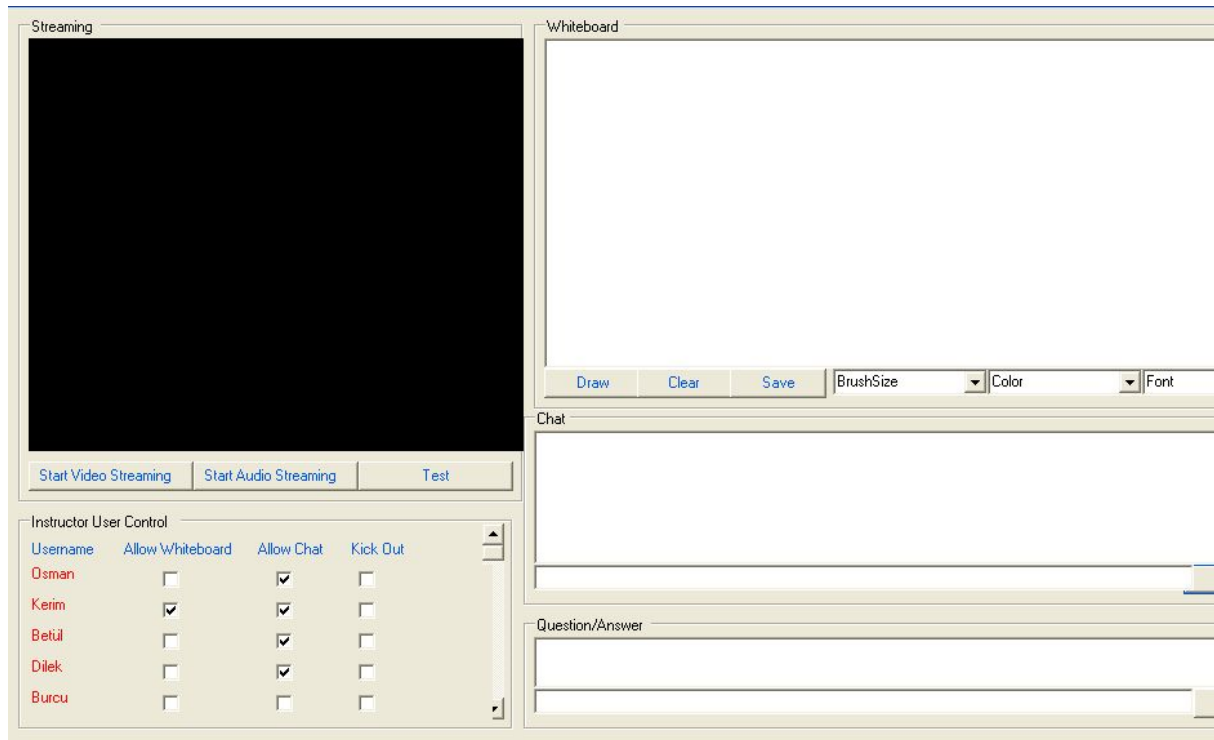 Streaming
Start Video Streaming Start Audio Streaming Test
Instructor User Control
Username Allow Whiteboard Allow Chat Kick Out
Osman
Kerim
Betül
Dilek
Burcu
Whiteboard
Draw Clear Save BrushSize Color Font
Chat
Question/Answer